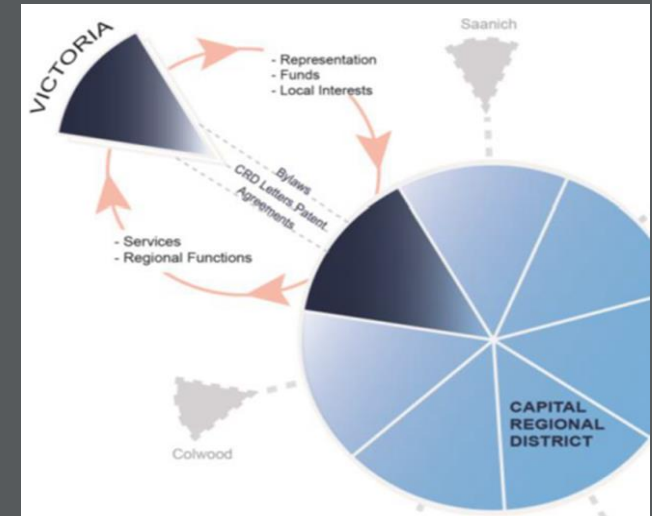 Saanich
VICTORIA
- Representation
- Funds
- Local Interests
Bylaws
CRD Letters Patent
Agreements
- Services
- Regional Functions
CAPITAL
REGIONAL
DISTRICT
Colwood